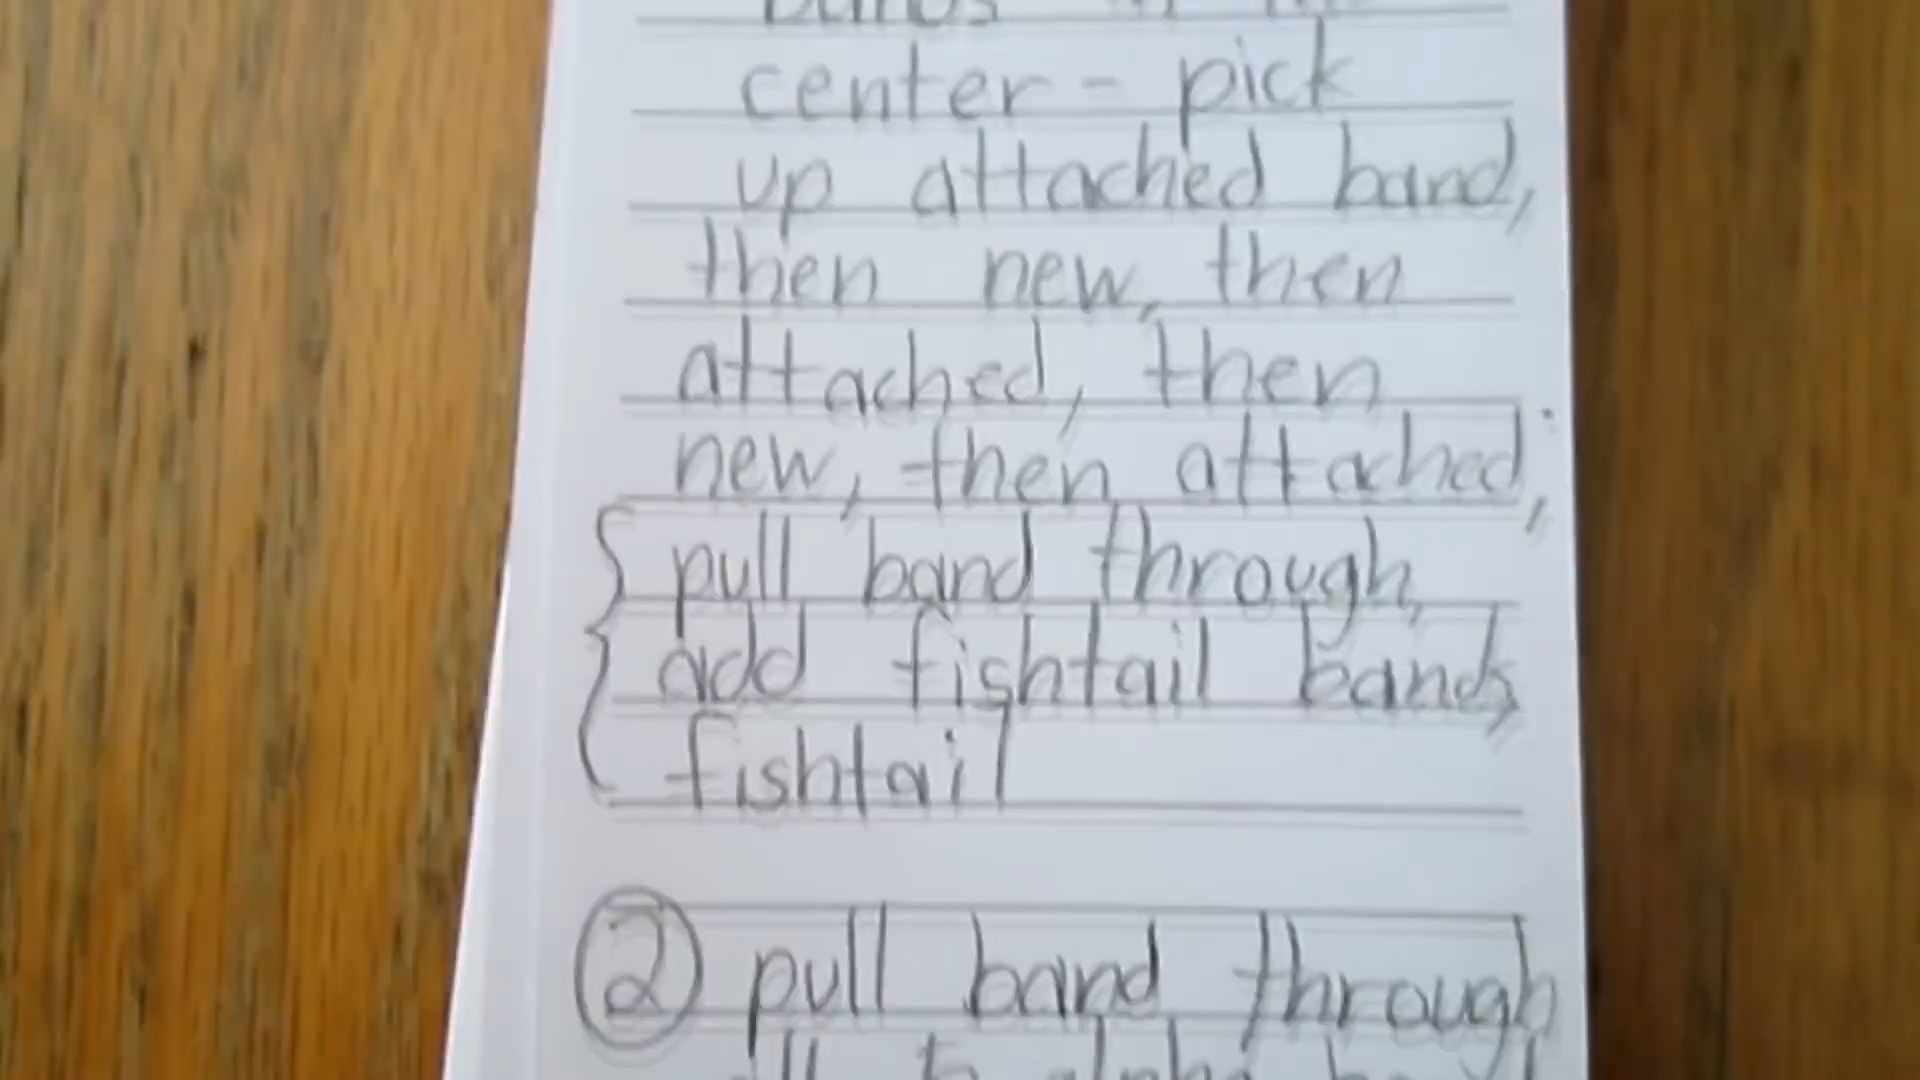 center - pick
up attached band,
then new, then
attached, then
new, then attached,
pull band through,
add fishtail bands,
fishtail
2 pull band through